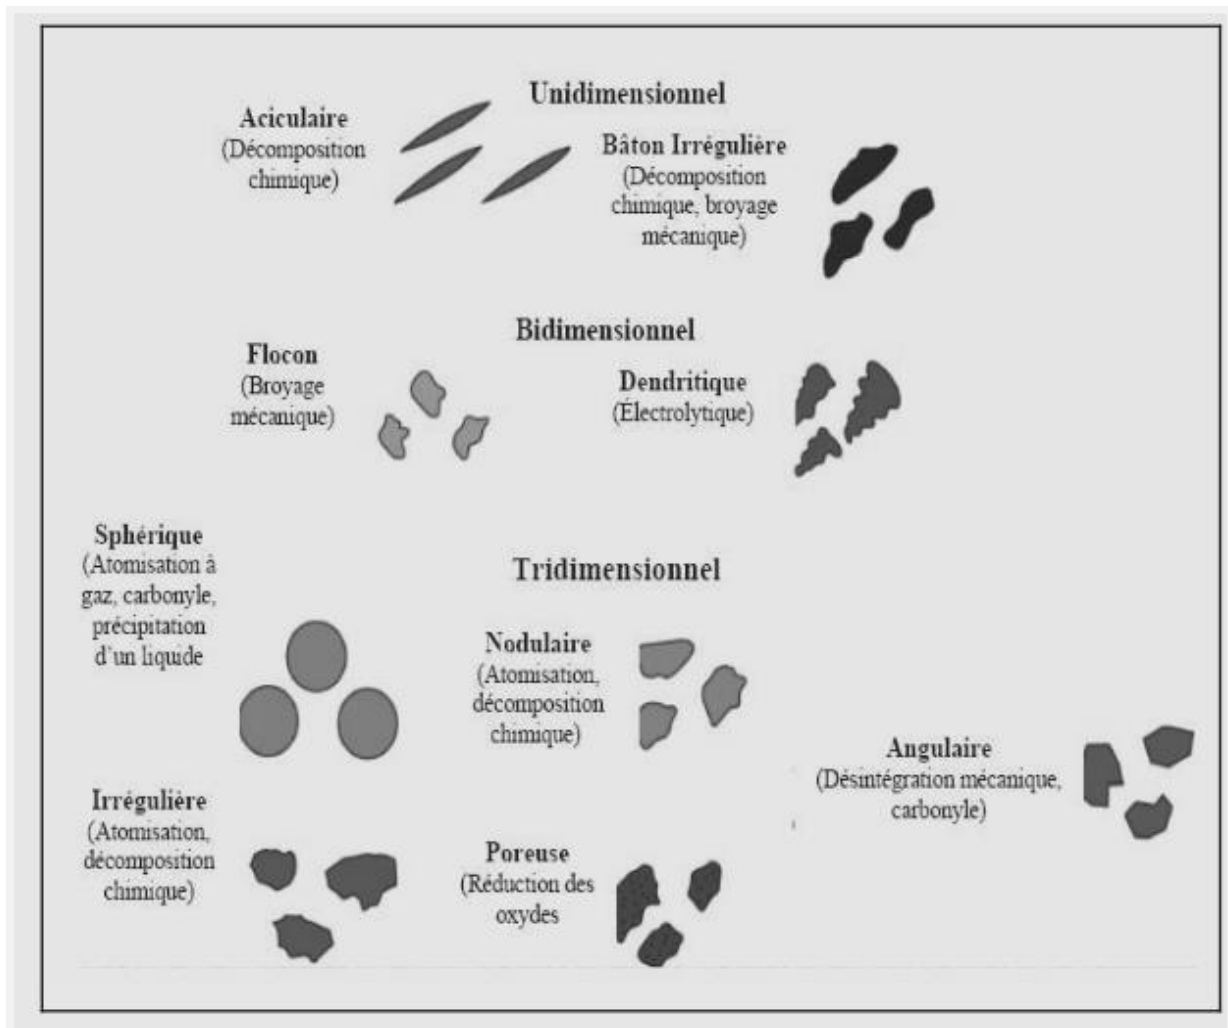 Unidimensionnel
Aciculaire
(Décomposition
chimique)
Bâton Irrégulière
(Décomposition
chimique, broyage
mécanique)
Bidimensionnel
Flocon
(Broyage
mécanique)
Dendritique
(Électrolytique)
Tridimensionnel
Sphérique
(Atomisation à
gaz, carbonyle,
précipitation
d'un liquide
Nodulaire
(Atomisation,
décomposition
chimique)
Angulaire
(Désintégration mécanique,
carbonyle)
Irrégulière
(Atomisation,
décomposition
chimique)
Poreuse
(Réduction des
oxydes